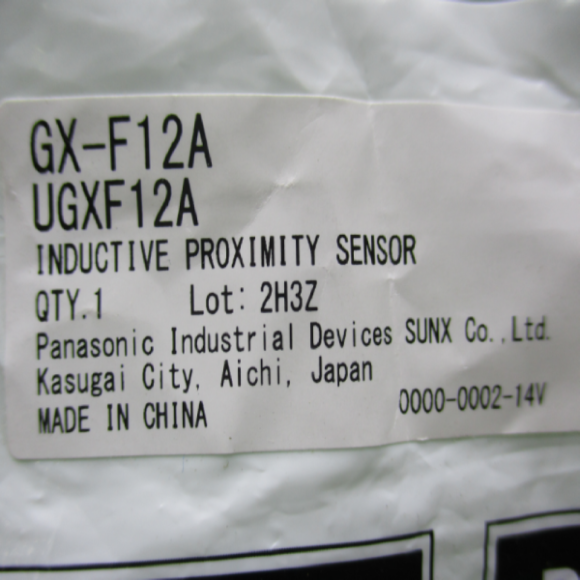 GX-F12A
UGXF12A
INDUCTIVE PROXIMITY SENSOR
QTY.1 Lot: 2H3Z
Panasonic Industrial Devices SUNX Co.,Ltd.
Kasugai City, Aichi, Japan
MADE IN CHINA 0000-0002-14V